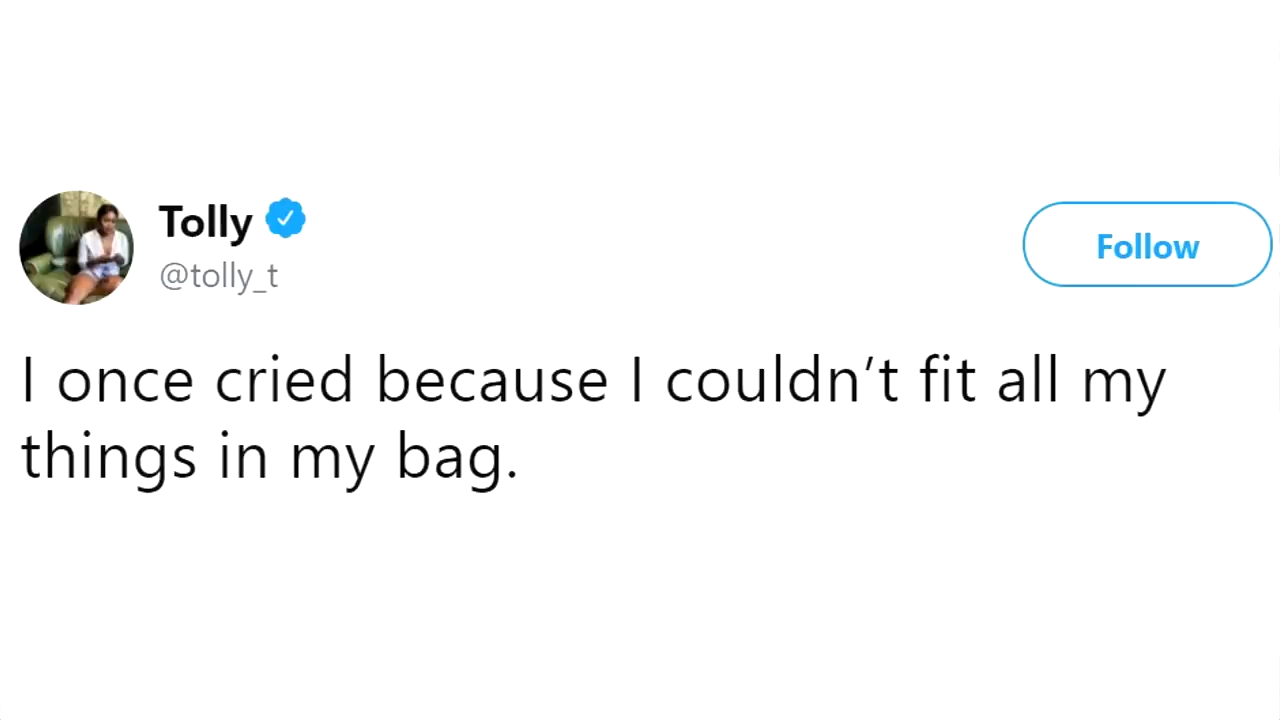 Tolly
@tolly_t
Follow
I once cried because I couldn’t fit all my
things in my bag.